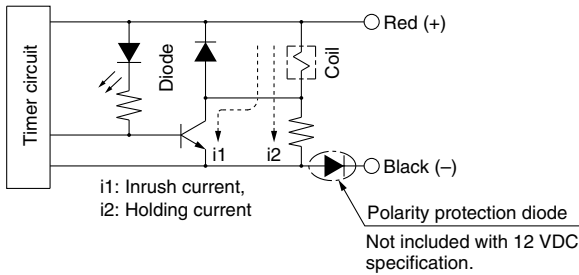 Red (+)
Timer circuit
Diode
Coil
i1
i2
Black (–)
i1: Inrush current,
i2: Holding current
Polarity protection diode
Not included with 12 VDC
specification.